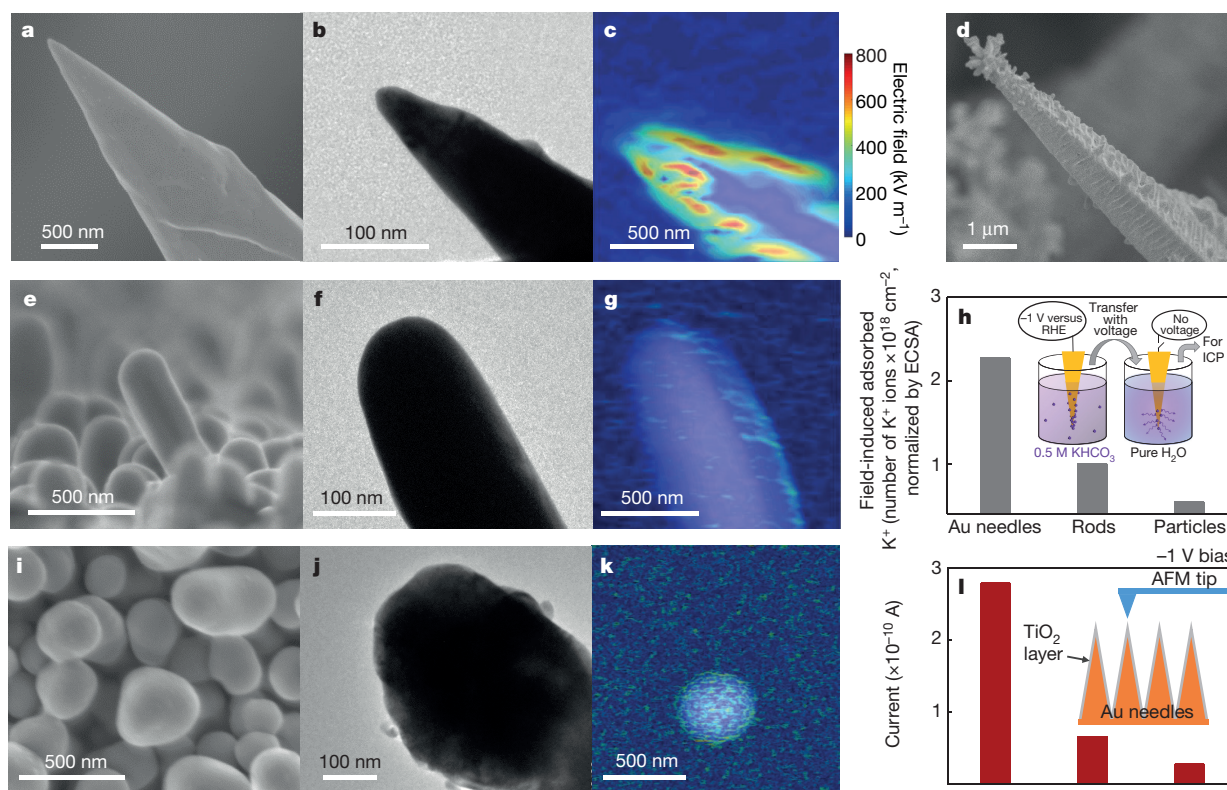 a
500 nm
b
100 nm
c
500 nm
800
600
400
200
0
Electric field (kV m⁻¹)
d
1 μm
e
500 nm
f
100 nm
g
500 nm
Field-induced adsorbed
K⁺ (number of K⁺ ions ×10¹⁸ cm⁻²,
normalized by ECSA)
3
2
1
h
–1 V versus
RHE
Transfer
with
voltage
No
voltage
For
ICP
0.5 M KHCO₃
Pure H₂O
Au needles
Rods
Particles
i
500 nm
j
100 nm
k
500 nm
Current (×10⁻¹⁰ A)
3
2
1
l
–1 V bias
AFM tip
TiO₂
layer
Au needles